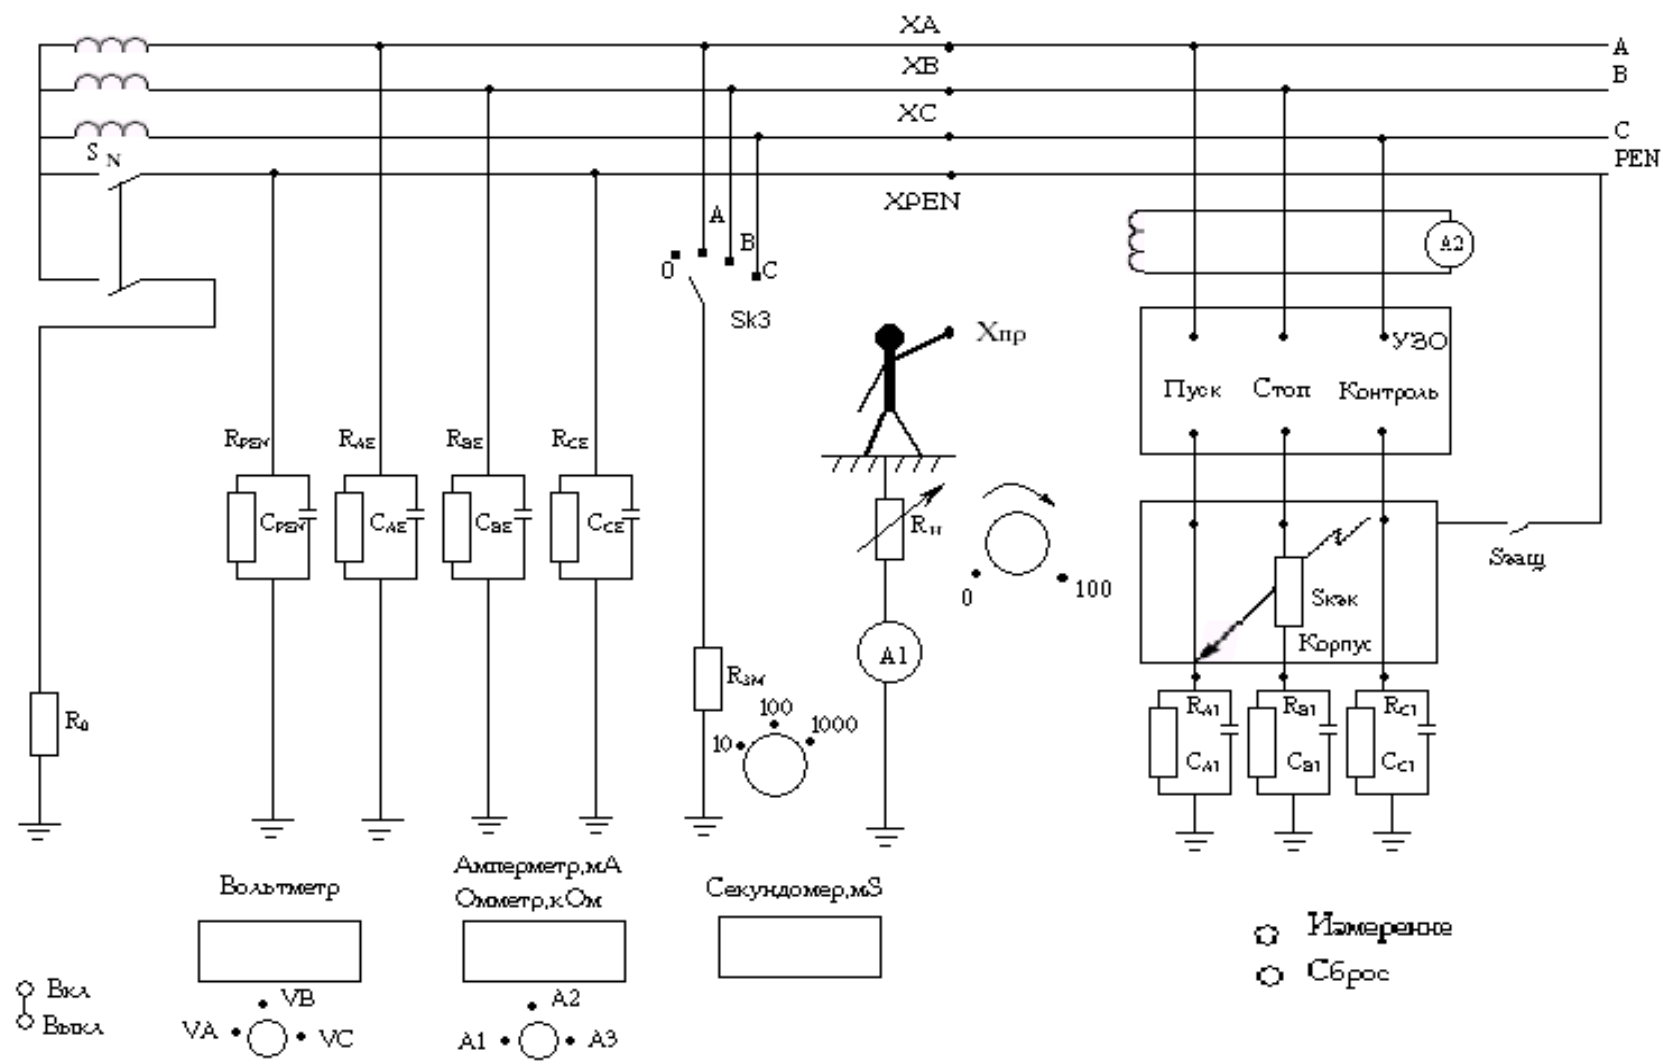 XA
A
XB
B
XC
C
S N
PEN
XPEN
A
B
0
C
A2
Sk3
Xпр
УЗО
Пуск Стоп Контроль
RPEN RAE RBE RCE
CPEN CAE CBE CCE
RH
Sзащ
0
100
Sкзк
Корпус
A1
RЗМ
R0
100
10
1000
RA1 RB1 RC1
CA1 CB1 CC1
Амперметр,мА
Вольтметр
Омметр,кОм
Секундомер,мS
Измерение
Сброс
Вкл
Выкл
VB
VA
VC
A2
A1
A3